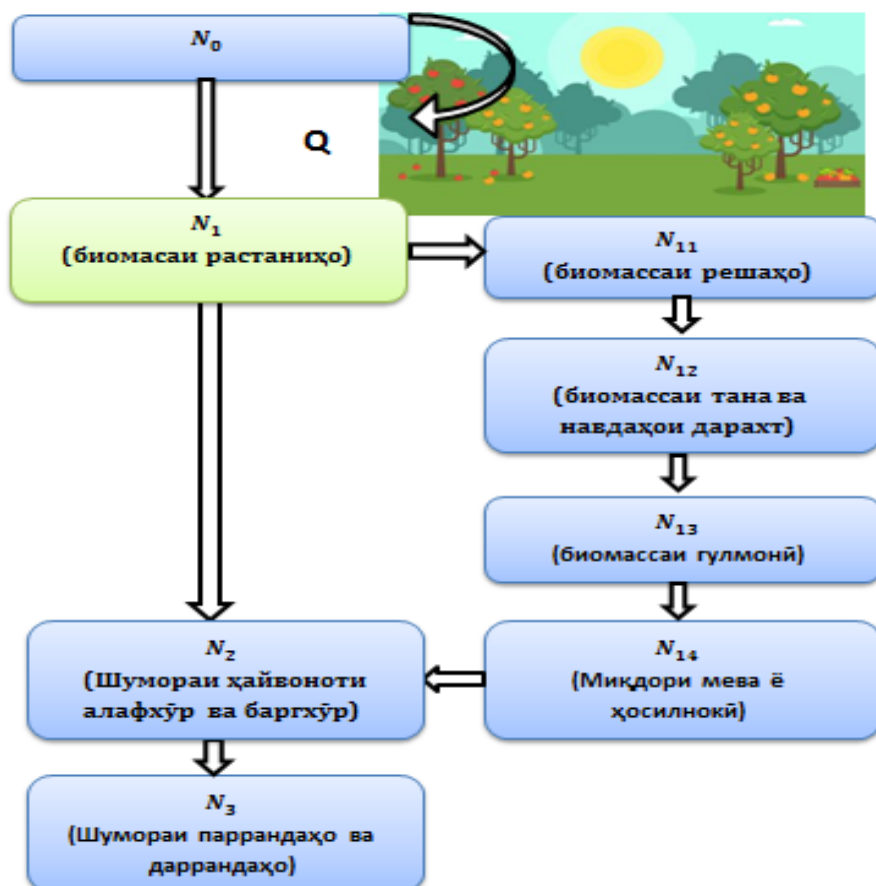 N₀
Q
N₁
(биомасаи растаниҳо)
N₁₁
(биомассаи решаҳо)
N₁₂
(биомассаи тана ва
навдаҳои дарахт)
N₁₃
(биомассаи гулмонӣ)
N₁₄
(Миқдори мева ё
ҳосилнокӣ)
N₂
(Шумораи ҳайвоноти
алафхӯр ва баргхӯр)
N₃
(Шумораи паррандаҳо ва
даррандаҳо)